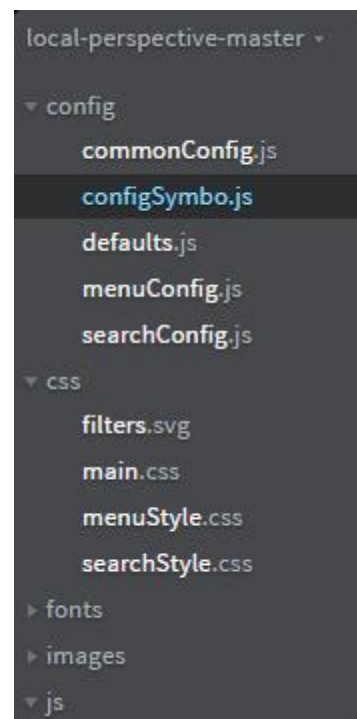 local-perspective-master
config
commonConfig.js
configSymbo.js
defaults.js
menuConfig.js
searchConfig.js
css
filters.svg
main.css
menuStyle.css
searchStyle.css
fonts
images
js